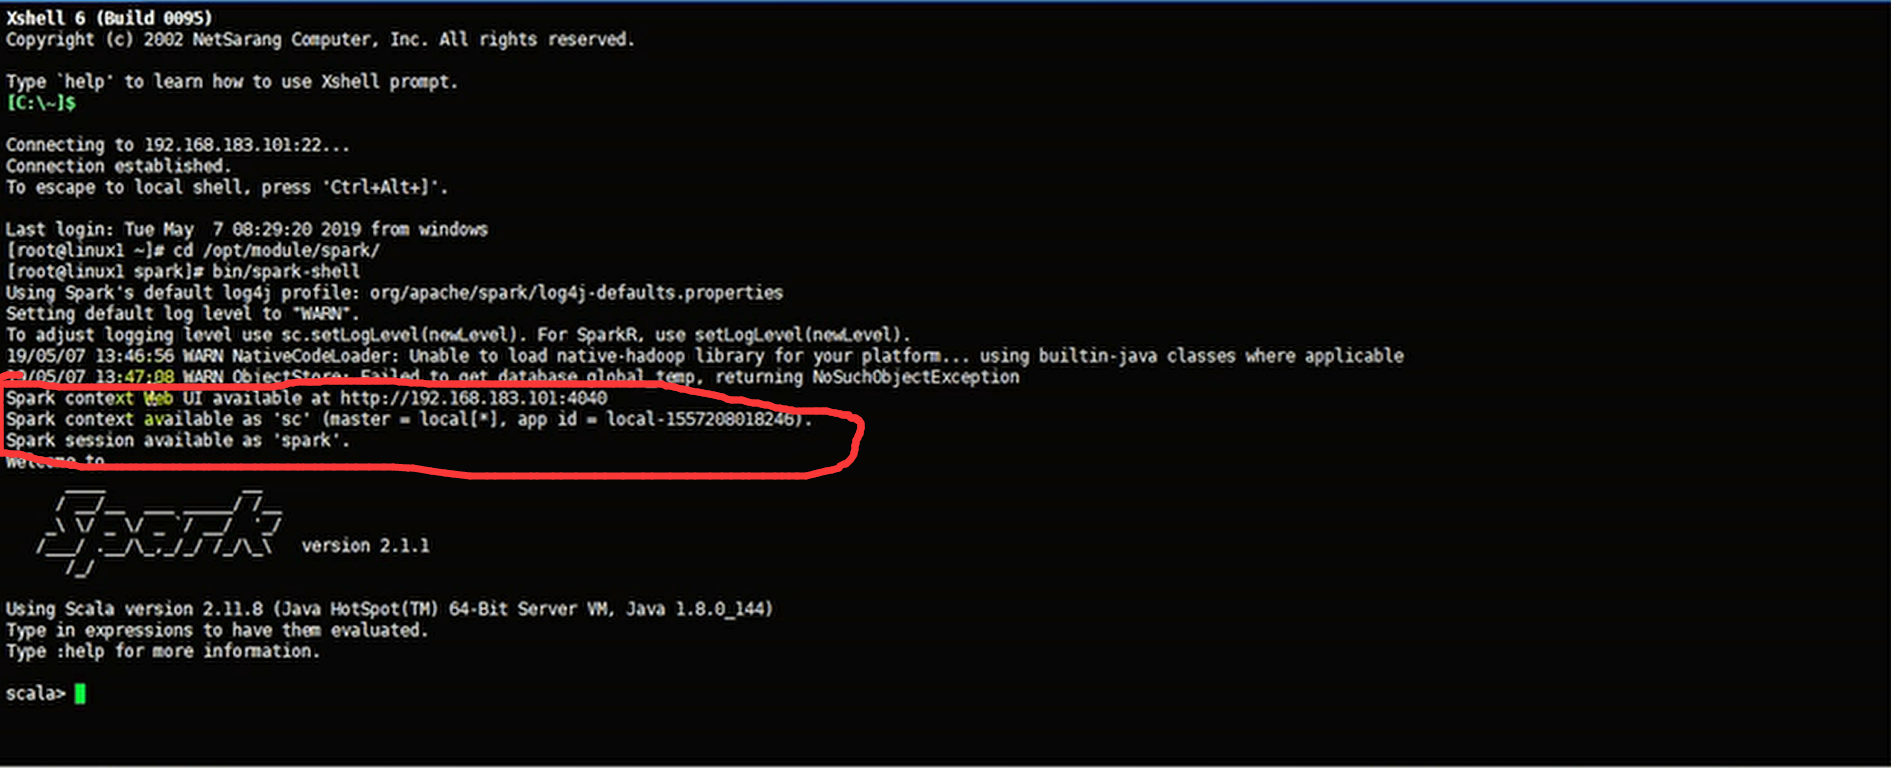 Xshell 6 (Build 0095)
Copyright (c) 2002 NetSarang Computer, Inc. All rights reserved.
Type `help' to learn how to use Xshell prompt.
[C:\~]$
Connecting to 192.168.183.101:22...
Connection established.
To escape to local shell, press 'Ctrl+Alt+]'.
Last login: Tue May  7 08:29:20 2019 from windows
[root@linux1 ~]# cd /opt/module/spark/
[root@linux1 spark]# bin/spark-shell
Using Spark's default log4j profile: org/apache/spark/log4j-defaults.properties
Setting default log level to "WARN".
To adjust logging level use sc.setLogLevel(newLevel). For SparkR, use setLogLevel(newLevel).
19/05/07 13:46:56 WARN NativeCodeLoader: Unable to load native-hadoop library for your platform... using builtin-java classes where applicable
19/05/07 13:47:08 WARN ObjectStore: Failed to get database global_temp, returning NoSuchObjectException
Spark context Web UI available at http://192.168.183.101:4040
Spark context available as 'sc' (master = local[*], app id = local-1557208018246).
Spark session available as 'spark'.
Welcome to
Spark version 2.1.1
Using Scala version 2.11.8 (Java HotSpot(TM) 64-Bit Server VM, Java 1.8.0_144)
Type in expressions to have them evaluated.
Type :help for more information.
scala>